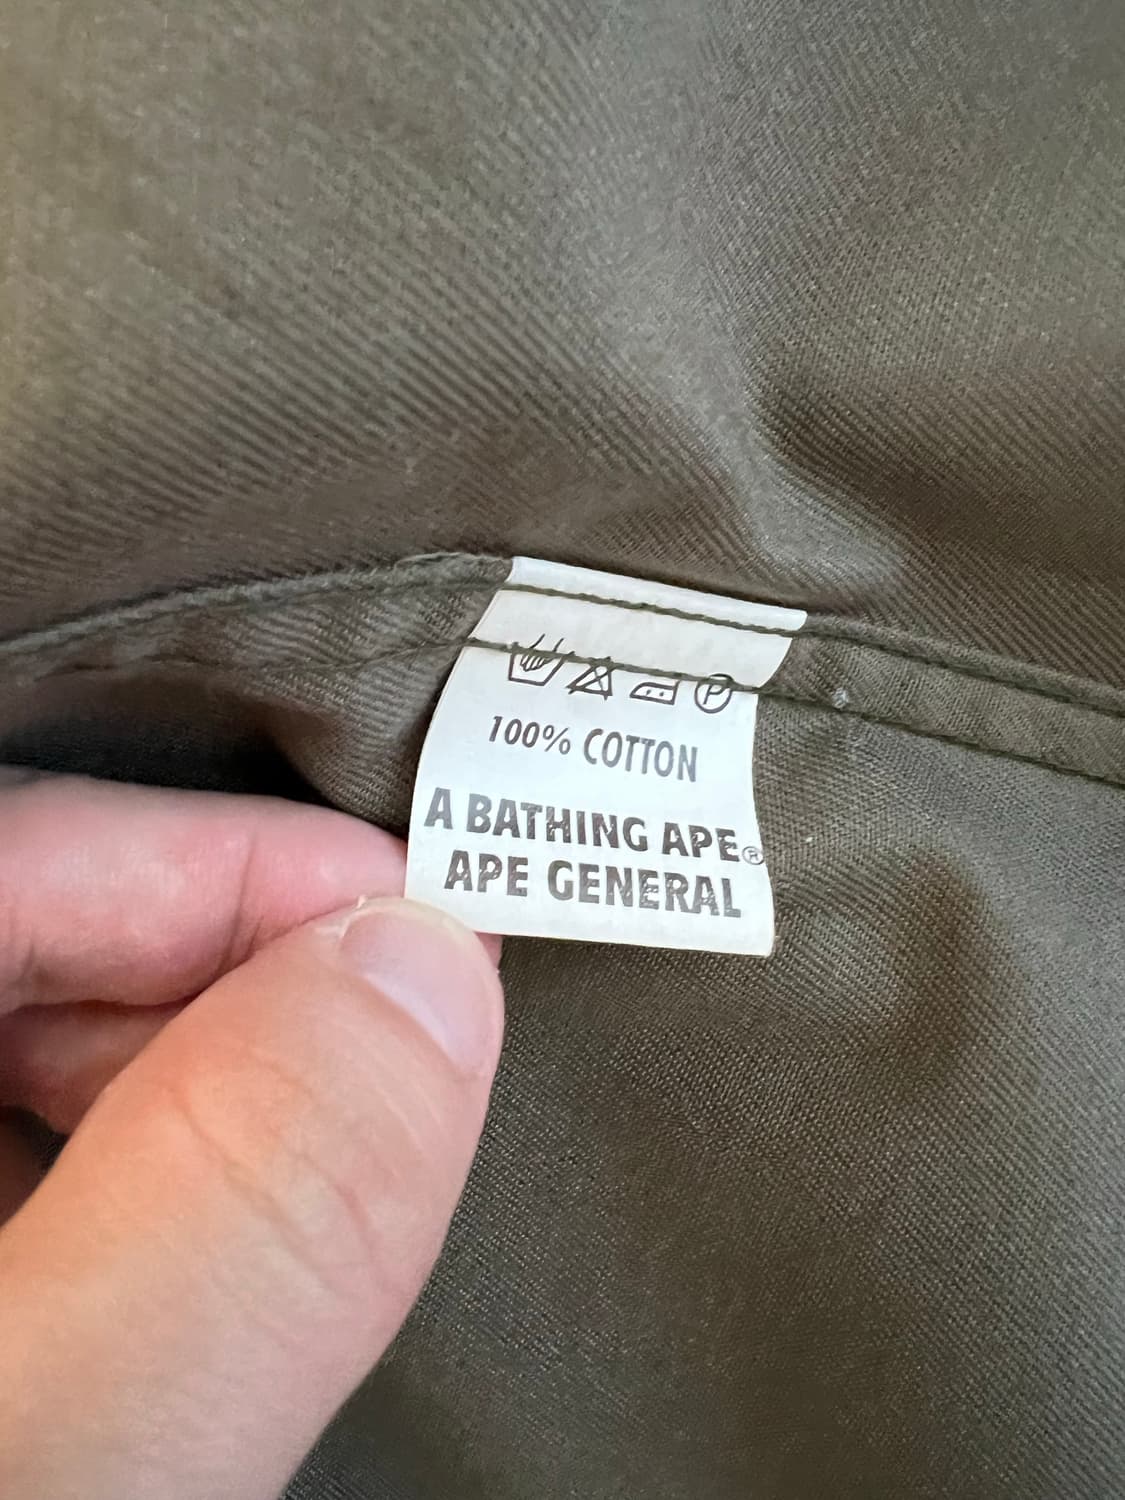 P
100% COTTON
A BATHING APE®
APE GENERAL